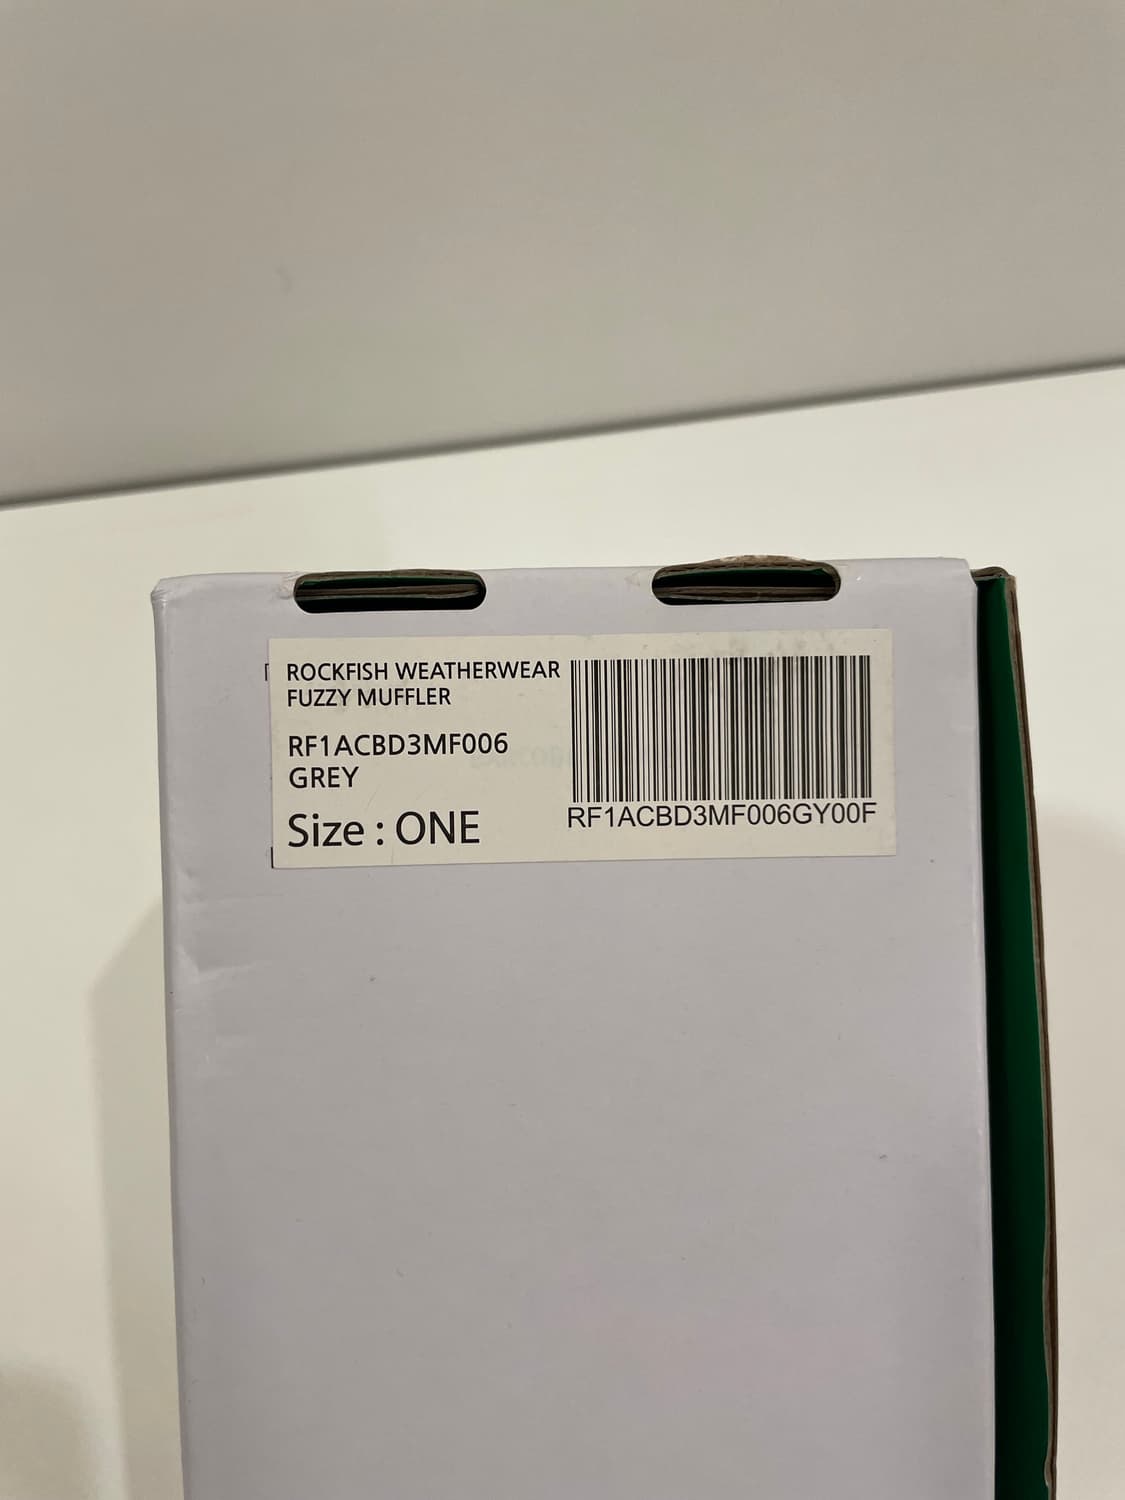 ROCKFISH WEATHERWEAR
FUZZY MUFFLER
RF1ACBD3MF006
GREY
Size : ONE
RF1ACBD3MF006GY00F